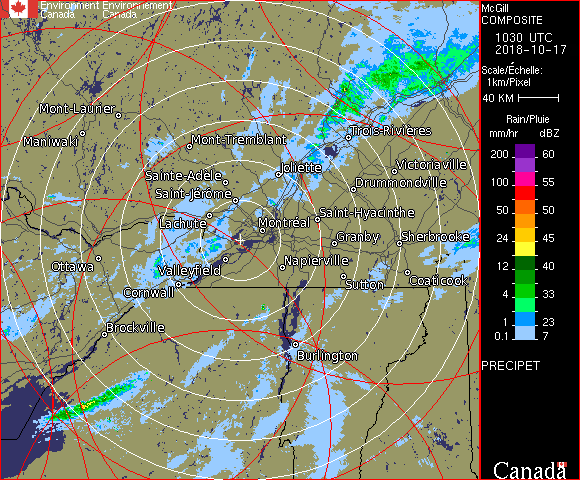 Environment Environnement
Canada Canada
McGill
COMPOSITE
1030 UTC
2018-10-17
Scale/Échelle:
1km/Pixel
40 KM
Rain/Pluie
mm/hr dBZ
200 60
100 55
50 50
24 45
12 40
4 33
1 23
0.1 7
PRECIPET
Canada
Mont-Laurier
Maniwaki
Mont-Tremblant
Trois-Rivières
Joliette
Victoriaville
Sainte-Adèle
Drummondville
Saint-Jérôme
Saint-Hyacinthe
Lachute
Montréal
Granby
Sherbrooke
Ottawa
Valleyfield
Napierville
Sutton
Coaticook
Cornwall
Brockville
Burlington